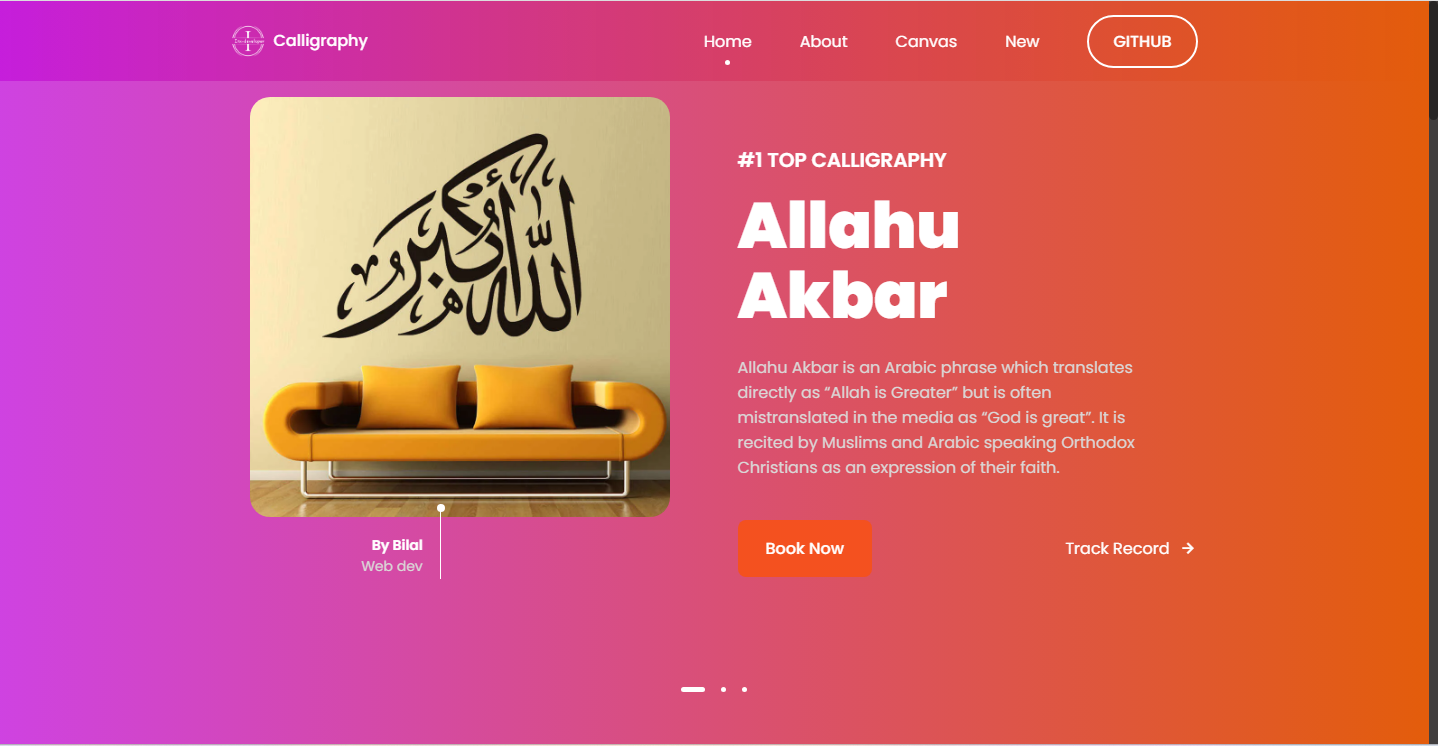 Calligraphy
Home
About
Canvas
New
GITHUB
الله أكبر
#1 TOP CALLIGRAPHY
Allahu
Akbar
Allahu Akbar is an Arabic phrase which translates
directly as “Allah is Greater” but is often
mistranslated in the media as “God is great”. It is
recited by Muslims and Arabic speaking Orthodox
Christians as an expression of their faith.
By Bilal
Web dev
Book Now
Track Record →